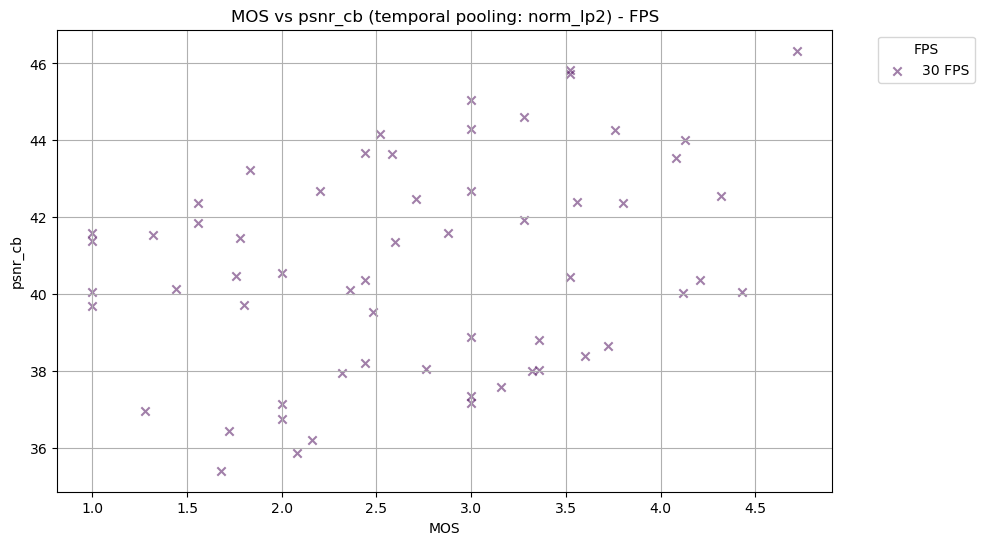 MOS vs psnr_cb (temporal pooling: norm_lp2) - FPS
FPS
30 FPS
psnr_cb
46
44
42
40
38
36
1.0 1.5 2.0 2.5 3.0 3.5 4.0 4.5
MOS